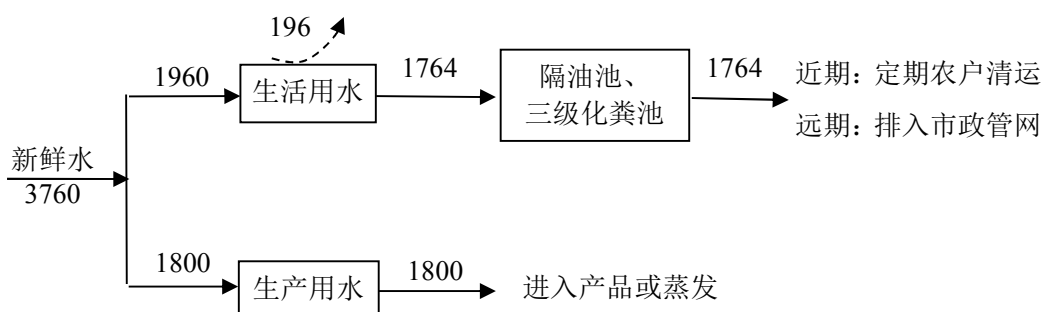 196
1960
生活用水
1764
隔油池、
三级化粪池
1764
近期：定期农户清运
远期：排入市政管网
新鲜水
3760
1800
生产用水
1800
进入产品或蒸发